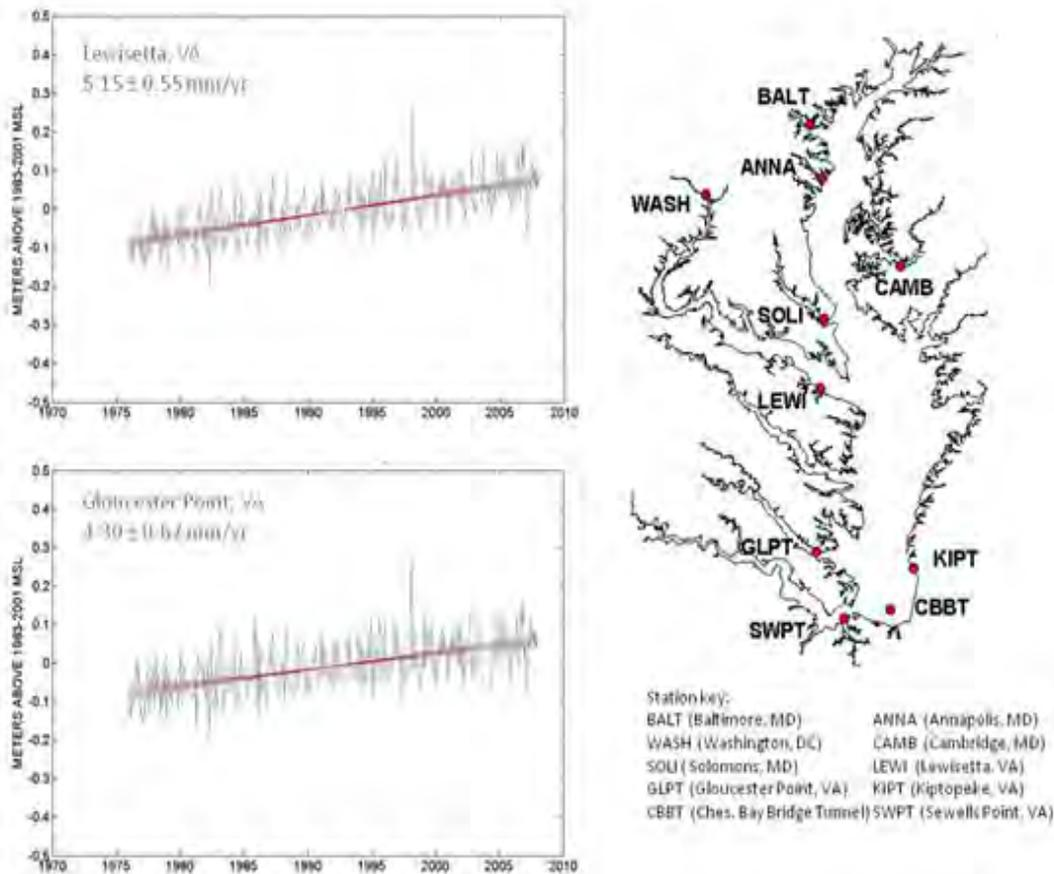 0.5
0.4
0.3
0.2
0.1
0
-0.1
-0.2
-0.3
-0.4
-0.5
METERS ABOVE 1983-2001 MSL
Lewisetta, VA
5.15 ± 0.55 mm/yr
1970 1975 1980 1985 1990 1995 2000 2005 2010
0.5
0.4
0.3
0.2
0.1
0
-0.1
-0.2
-0.3
-0.4
-0.5
METERS ABOVE 1983-2001 MSL
Gloucester Point, VA
mm/yr
1970 1975 1980 1985 1990 1995 2000 2005 2010
BALT
ANNA
WASH
CAMB
SOLI
LEWI
GLPT
KIPT
CBBT
SWPT
Station key:
BALT (Baltimore, MD) ANNA (Annapolis, MD)
WASH (Washington, DC) CAMB (Cambridge, MD)
SOLI (Solomons, MD) LEWI (Lewisetta, VA)
GLPT (Gloucester Point, VA) KIPT (Kiptopeke, VA)
CBBT (Ches. Bay Bridge Tunnel) SWPT (Sewells Point, VA)